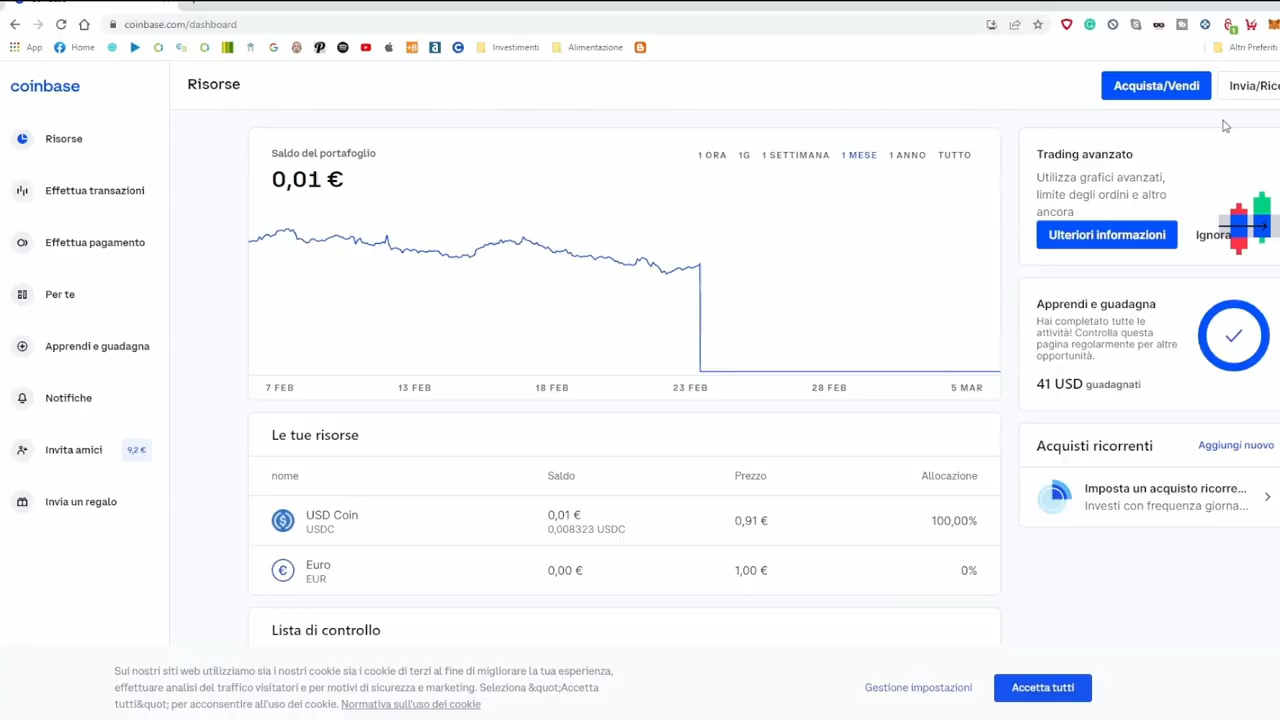 coinbase.com/dashboard
App
Home
Investimenti
Alimentazione
Altri Preferiti
coinbase
Risorse
Acquista/Vendi
Invia/Rice
Risorse
Effettua transazioni
Effettua pagamento
Per te
Apprendi e guadagna
Notifiche
Invita amici
9,2 €
Invia un regalo
Saldo del portafoglio
0,01 €
1 ORA 1G 1 SETTIMANA 1 MESE 1 ANNO TUTTO
7 FEB 13 FEB 18 FEB 23 FEB 28 FEB 5 MAR
Le tue risorse
nome Saldo Prezzo Allocazione
USD Coin
USDC
0,01 €
0,008323 USDC
0,91 €
100,00%
Euro
EUR
0,00 €
1,00 €
0%
Lista di controllo
Trading avanzato
Utilizza grafici avanzati,
limite degli ordini e altro
ancora
Ulteriori informazioni
Ignora
Apprendi e guadagna
Hai completato tutte le
attività! Controlla questa
pagina regolarmente per altre
opportunità.
41 USD guadagnati
Acquisti ricorrenti
Aggiungi nuovo
Imposta un acquisto ricorre...
Investi con frequenza giorna...
Sui nostri siti web utilizziamo sia i nostri cookie sia i cookie di terzi al fine di migliorare la tua esperienza,
effettuare analisi del traffico visitatori e per motivi di sicurezza e marketing. Seleziona &quot;Accetta
tutti&quot; per acconsentire all'uso dei cookie. Normativa sull'uso dei cookie
Gestione impostazioni
Accetta tutti